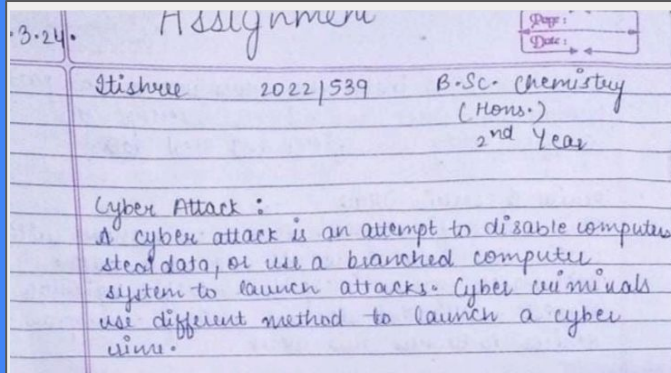 .3.24.
Assignment
Page:
Date:
Itishree 2022/539 B.Sc. Chemistry
(Hons.)
2nd Year
Cyber Attack :
A cyber attack is an attempt to disable computers
steal data, or use a branched computer
system to launch attacks. Cyber criminals
use different method to launch a cyber
crime.